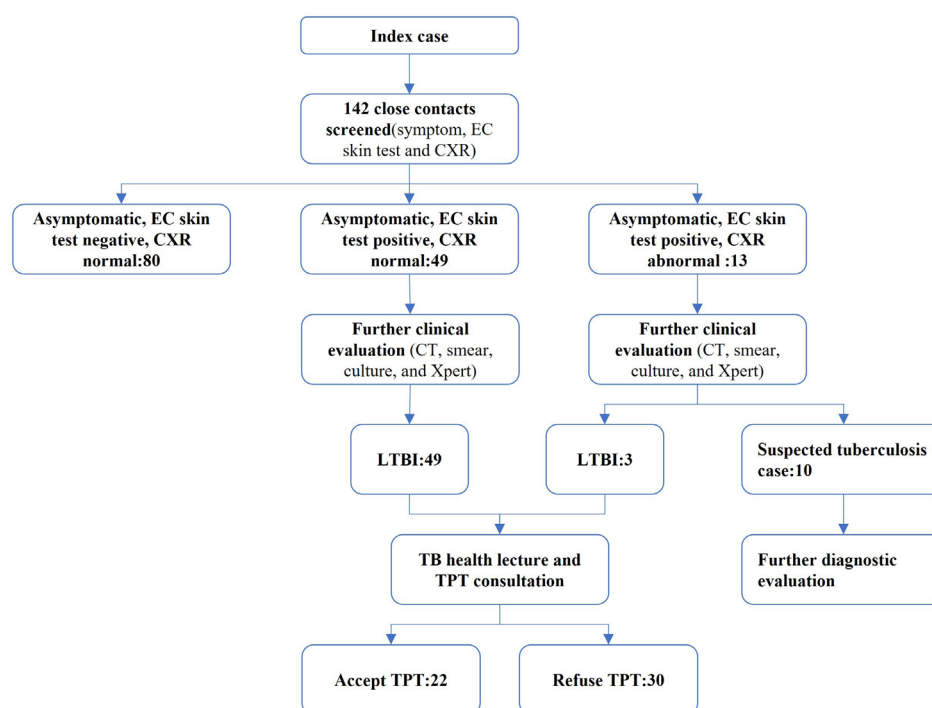 Index case
142 close contacts
screened(symptom, EC
skin test and CXR)
Asymptomatic, EC skin
test negative, CXR
normal:80
Asymptomatic, EC skin
test positive, CXR
normal:49
Asymptomatic, EC skin
test positive, CXR
abnormal :13
Further clinical
evaluation (CT, smear,
culture, and Xpert)
Further clinical
evaluation (CT, smear,
culture, and Xpert)
LTBI:49
LTBI:3
Suspected tuberculosis
case:10
TB health lecture and
TPT consultation
Further diagnostic
evaluation
Accept TPT:22
Refuse TPT:30